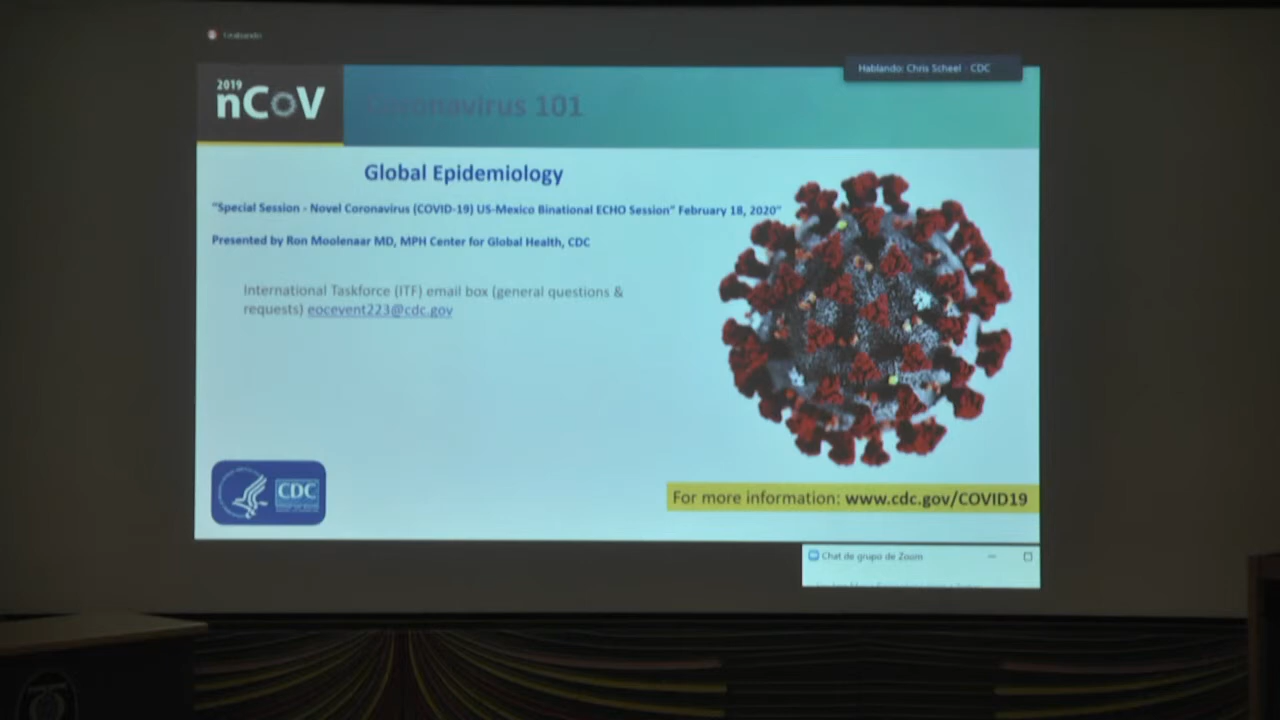 Grabando
Hablando: Chris Scheel - CDC
2019
nCoV
Coronavirus 101
Global Epidemiology
"Special Session - Novel Coronavirus (COVID-19) US-Mexico Binational ECHO Session" February 18, 2020"
Presented by Ron Moolenaar MD, MPH Center for Global Health, CDC
International Taskforce (ITF) email box (general questions &
requests) eocevent223@cdc.gov
CDC
For more information: www.cdc.gov/COVID19
Chat de grupo de Zoom